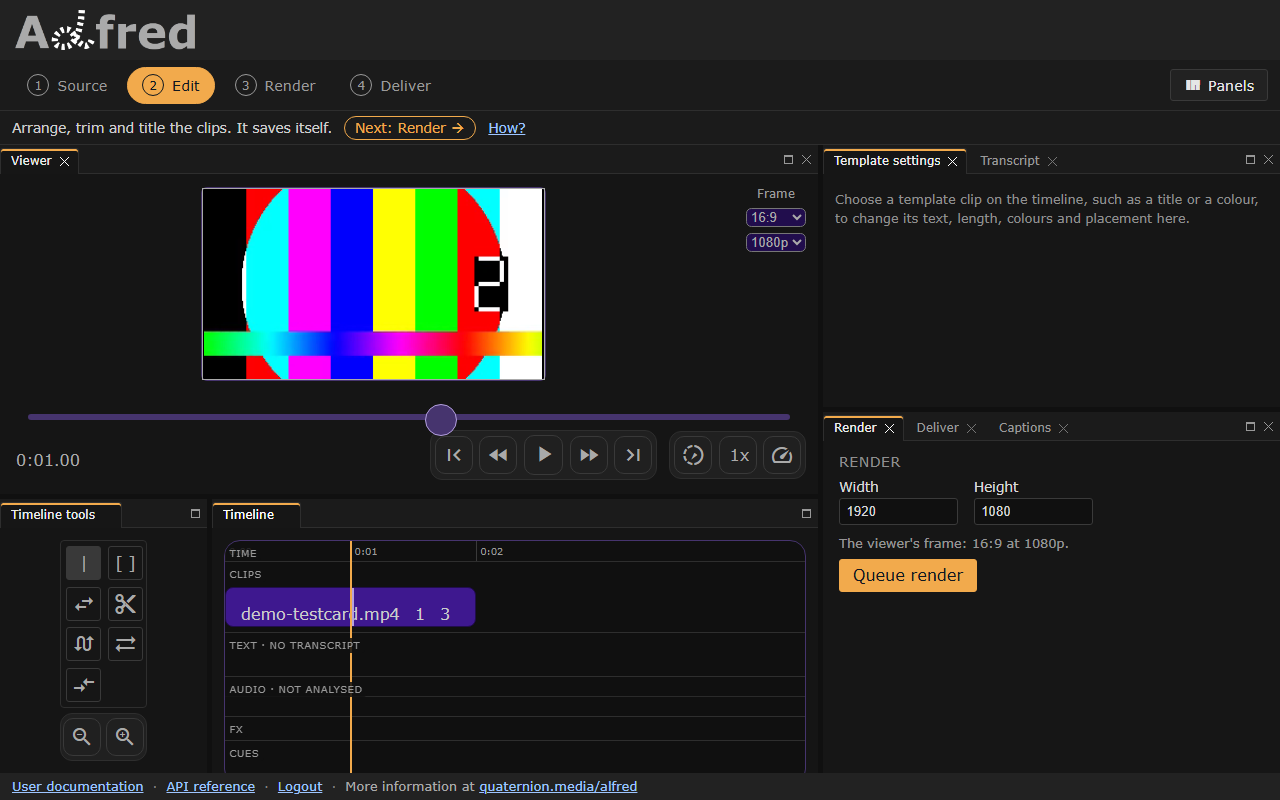 Adfred
1 Source 2 Edit 3 Render 4 Deliver Panels
Arrange, trim and title the clips. It saves itself. Next: Render → How?
Viewer
Frame
16:9
1080p
2
0:01.00
1x
Template settings Transcript
Choose a template clip on the timeline, such as a title or a colour,
to change its text, length, colours and placement here.
Render Deliver Captions
RENDER
Width Height
1920 1080
The viewer's frame: 16:9 at 1080p.
Queue render
Timeline tools
[ ]
Timeline
TIME 0:01 0:02
CLIPS
demo-testcard.mp4 1 3
TEXT · NO TRANSCRIPT
AUDIO · NOT ANALYSED
FX
CUES
User documentation · API reference · Logout · More information at quaternion.media/alfred